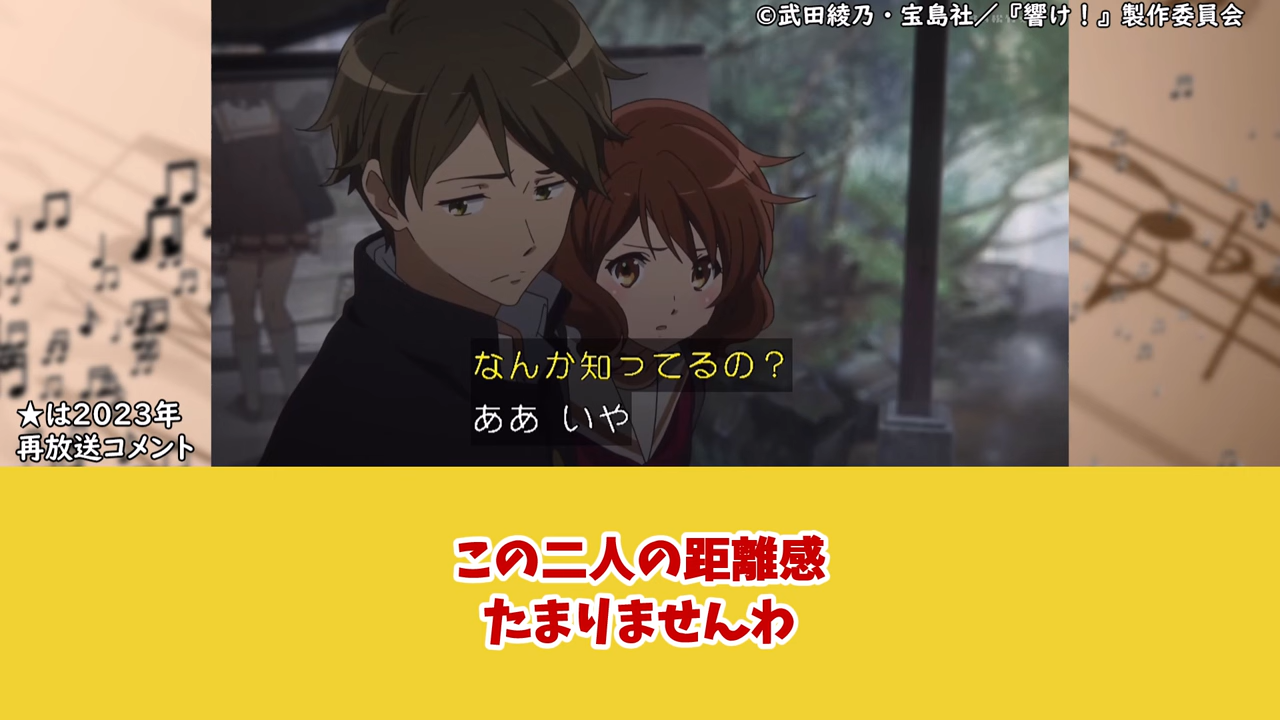 ©武田綾乃・宝島社／『響け！』製作委員会
なんか知ってるの？
ああ いや
★は2023年
再放送コメント
この二人の距離感
たまりませんわ